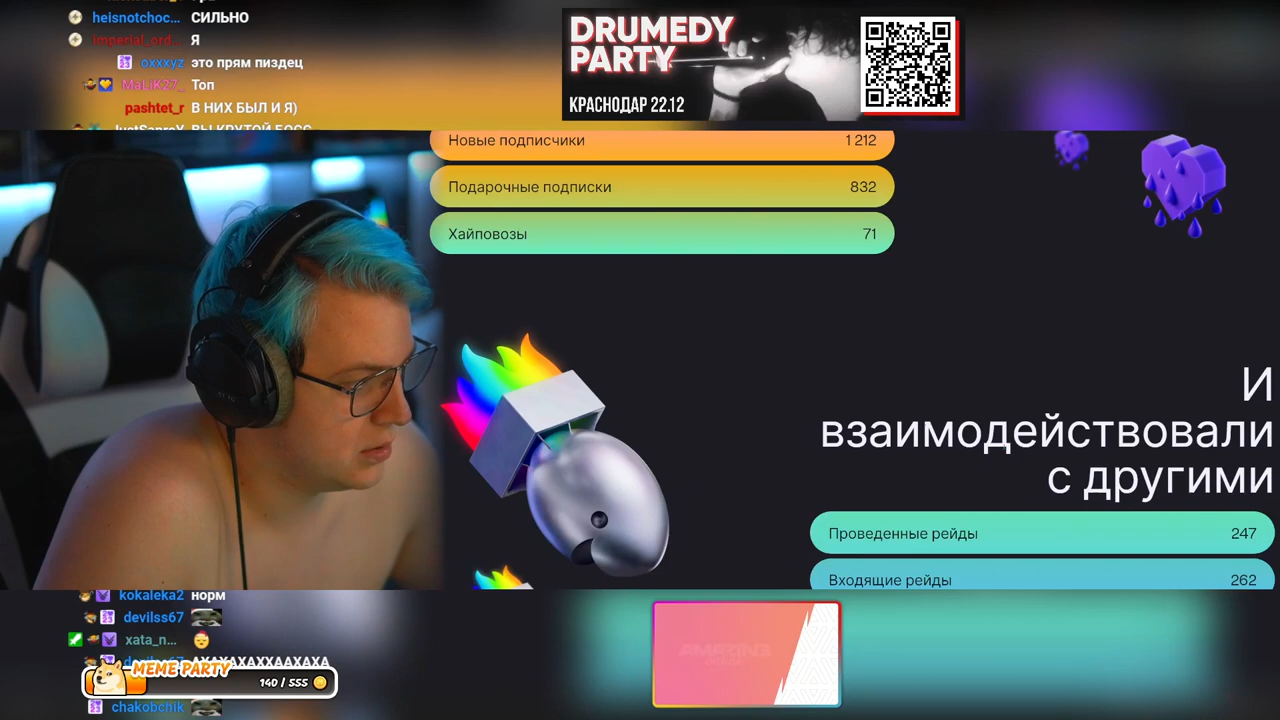 heisnotchoc... СИЛЬНО
imperial_ord... Я
oxxxyz это прям пиздец
MaLiK27_ Топ
pashtet_r В НИХ БЫЛ И Я)
DRUMEDY
PARTY
КРАСНОДАР 22.12
Новые подписчики 1 212
Подарочные подписки 832
Хайповозы 71
И
взаимодействовали
с другими
Проведенные рейды 247
Входящие рейды 262
kokaleka2 норм
devilss67
xata_n...
MEME PARTY
140 / 555
chakobchik